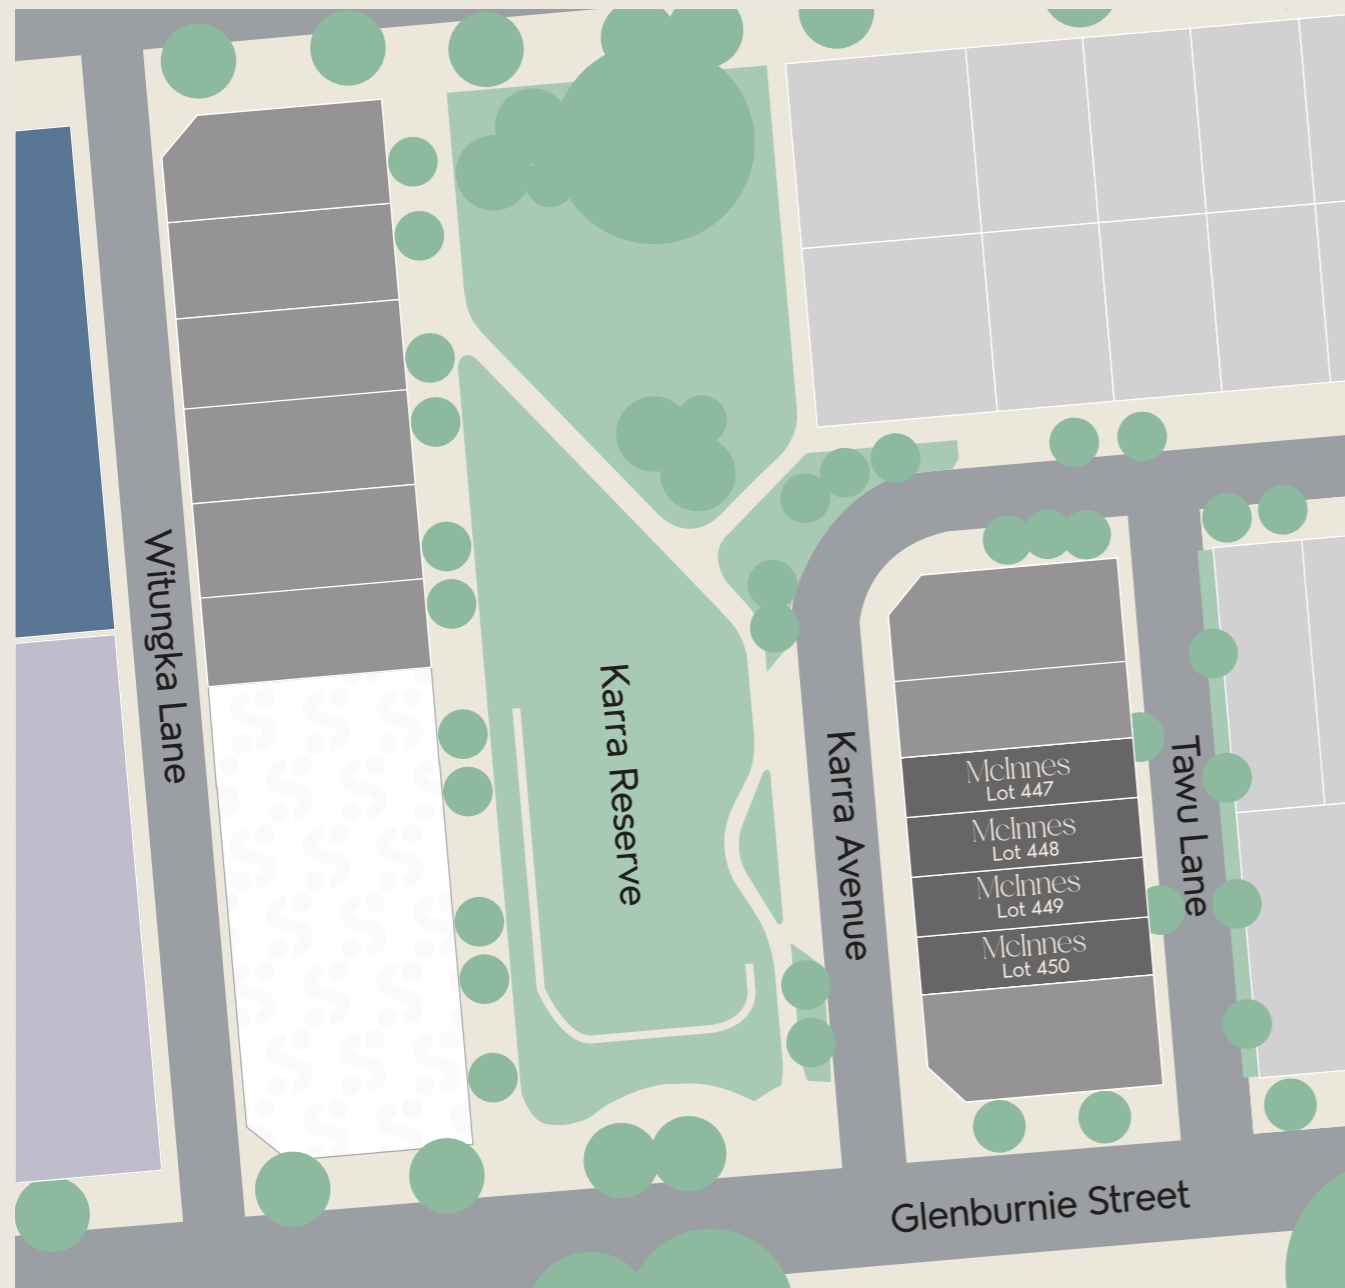 Witungka Lane
Karra Reserve
Karra Avenue
Tawu Lane
McInnes
Lot 447
McInnes
Lot 448
McInnes
Lot 449
McInnes
Lot 450
Glenburnie Street